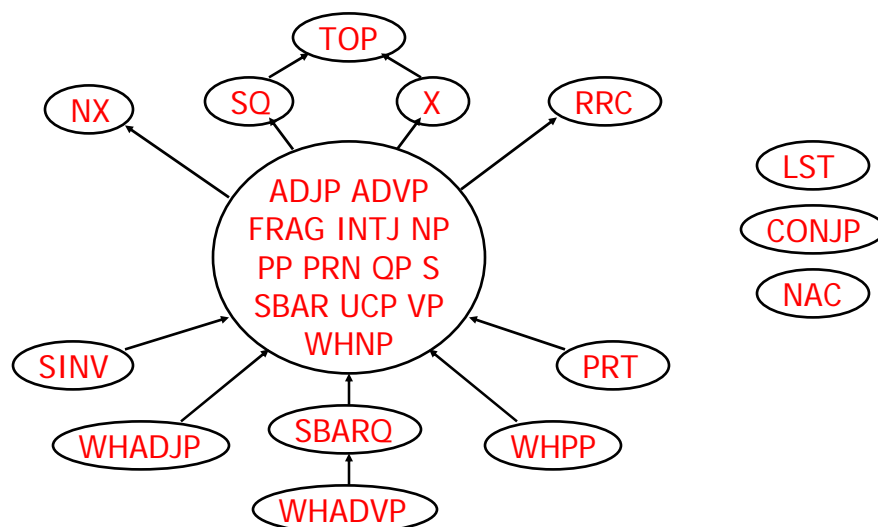 TOP
NX
SQ
X
RRC
LST
CONJP
NAC
ADJP ADVP
FRAG INTJ NP
PP PRN QP S
SBAR UCP VP
WHNP
SINV
PRT
WHADJP
SBARQ
WHPP
WHADVP